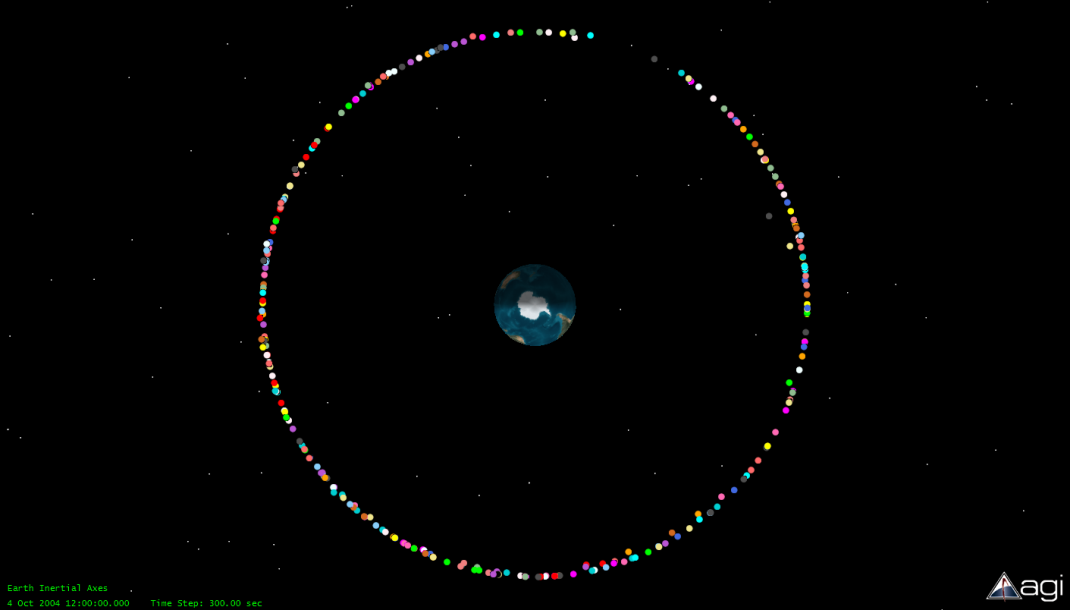 Earth Inertial Axes
4 Oct 2004 12:00:00.000 Time Step: 300.00 sec
agi